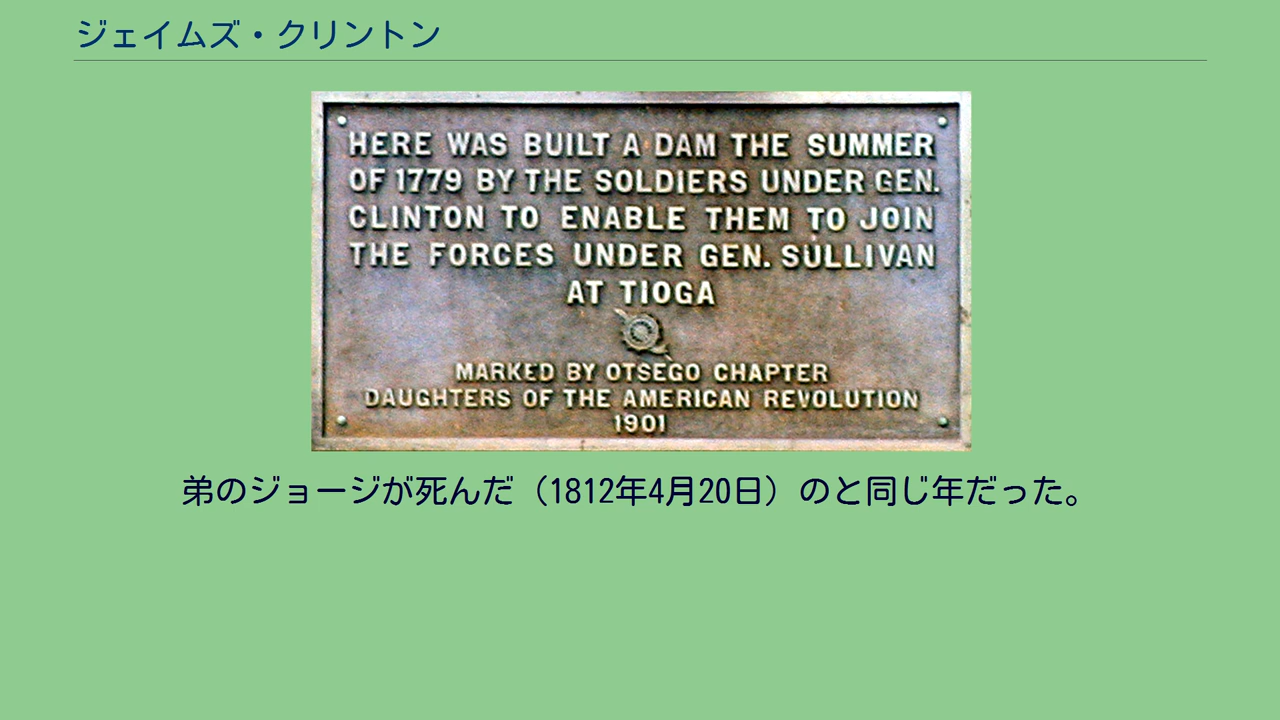 ジェイムズ・クリントン
HERE WAS BUILT A DAM THE SUMMER
OF 1779 BY THE SOLDIERS UNDER GEN.
CLINTON TO ENABLE THEM TO JOIN
THE FORCES UNDER GEN. SULLIVAN
AT TIOGA
MARKED BY OTSEGO CHAPTER
DAUGHTERS OF THE AMERICAN REVOLUTION
1901
弟のジョージが死んだ（1812年4月20日）のと同じ年だった。